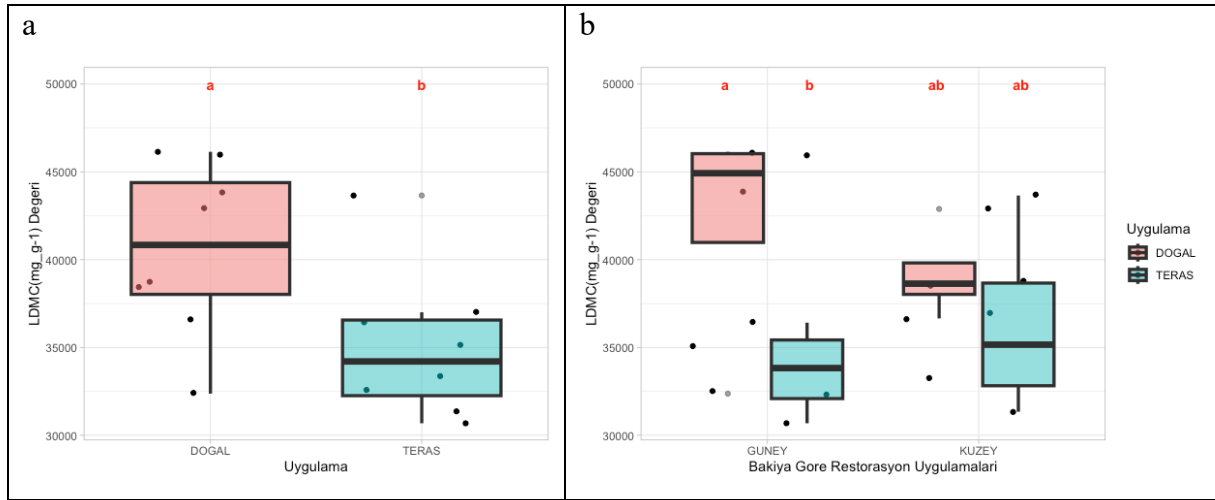 a
50000
45000
40000
35000
30000
LDMC(mg_g-1) Degeri
a
b
DOGAL
TERAS
Uygulama
b
50000
45000
40000
35000
30000
LDMC(mg_g-1) Degeri
a
b
ab
ab
GUNEY
KUZEY
Bakiya Gore Restorasyon Uygulamalari
Uygulama
DOGAL
TERAS